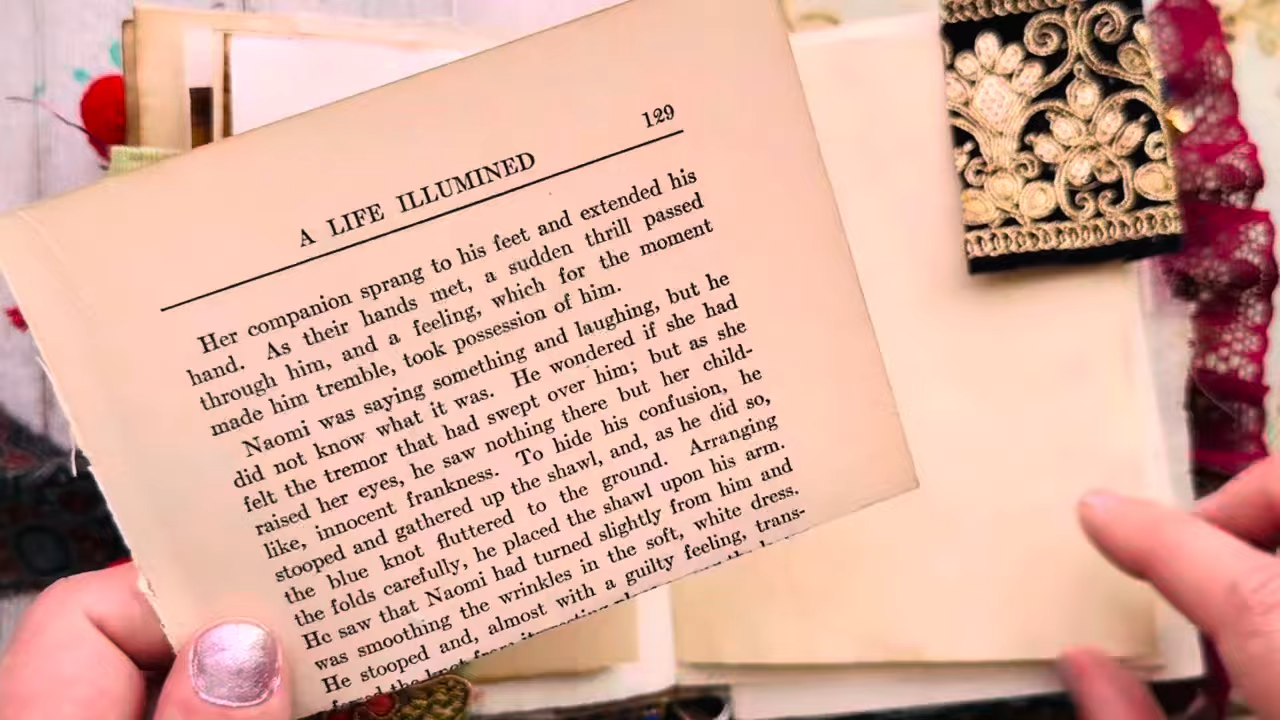 129
A LIFE ILLUMINED
Her companion sprang to his feet and extended his
hand. As their hands met, a sudden thrill passed
through him, and a feeling, which for the moment
made him tremble, took possession of him.
Naomi was saying something and laughing, but he
did not know what it was. He wondered if she had
felt the tremor that had swept over him; but as she
raised her eyes, he saw nothing there but her child-
like, innocent frankness. To hide his confusion, he
stooped and gathered up the shawl, and, as he did so,
the blue knot fluttered to the ground. Arranging
the folds carefully, he placed the shawl upon his arm.
He saw that Naomi had turned slightly from him and
was smoothing the wrinkles in the soft, white dress.
He stooped and, almost with a guilty feeling, trans-
the knot from its